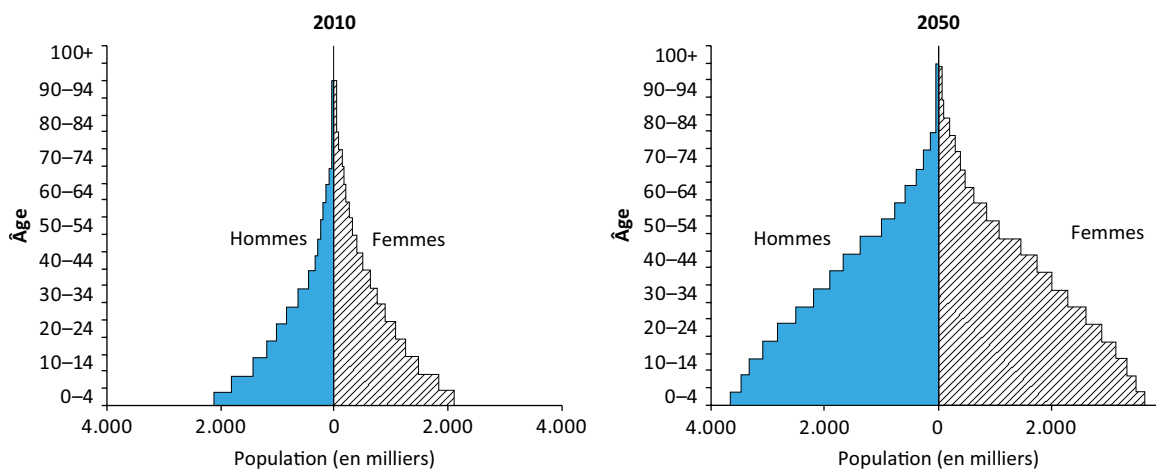 2010
100+
90–94
80–84
70–74
60–64
50–54
40–44
30–34
20–24
10–14
0–4
Âge
Hommes
Femmes
4.000 2.000 0 2.000 4.000
Population (en milliers)
2050
100+
90–94
80–84
70–74
60–64
50–54
40–44
30–34
20–24
10–14
0–4
Âge
Hommes
Femmes
4.000 2.000 0 2.000
Population (en milliers)